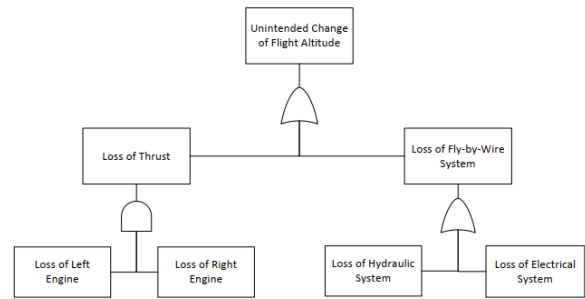 Unintended Change
of Flight Altitude
Loss of Thrust
Loss of Fly-by-Wire
System
Loss of Left
Engine
Loss of Right
Engine
Loss of Hydraulic
System
Loss of Electrical
System